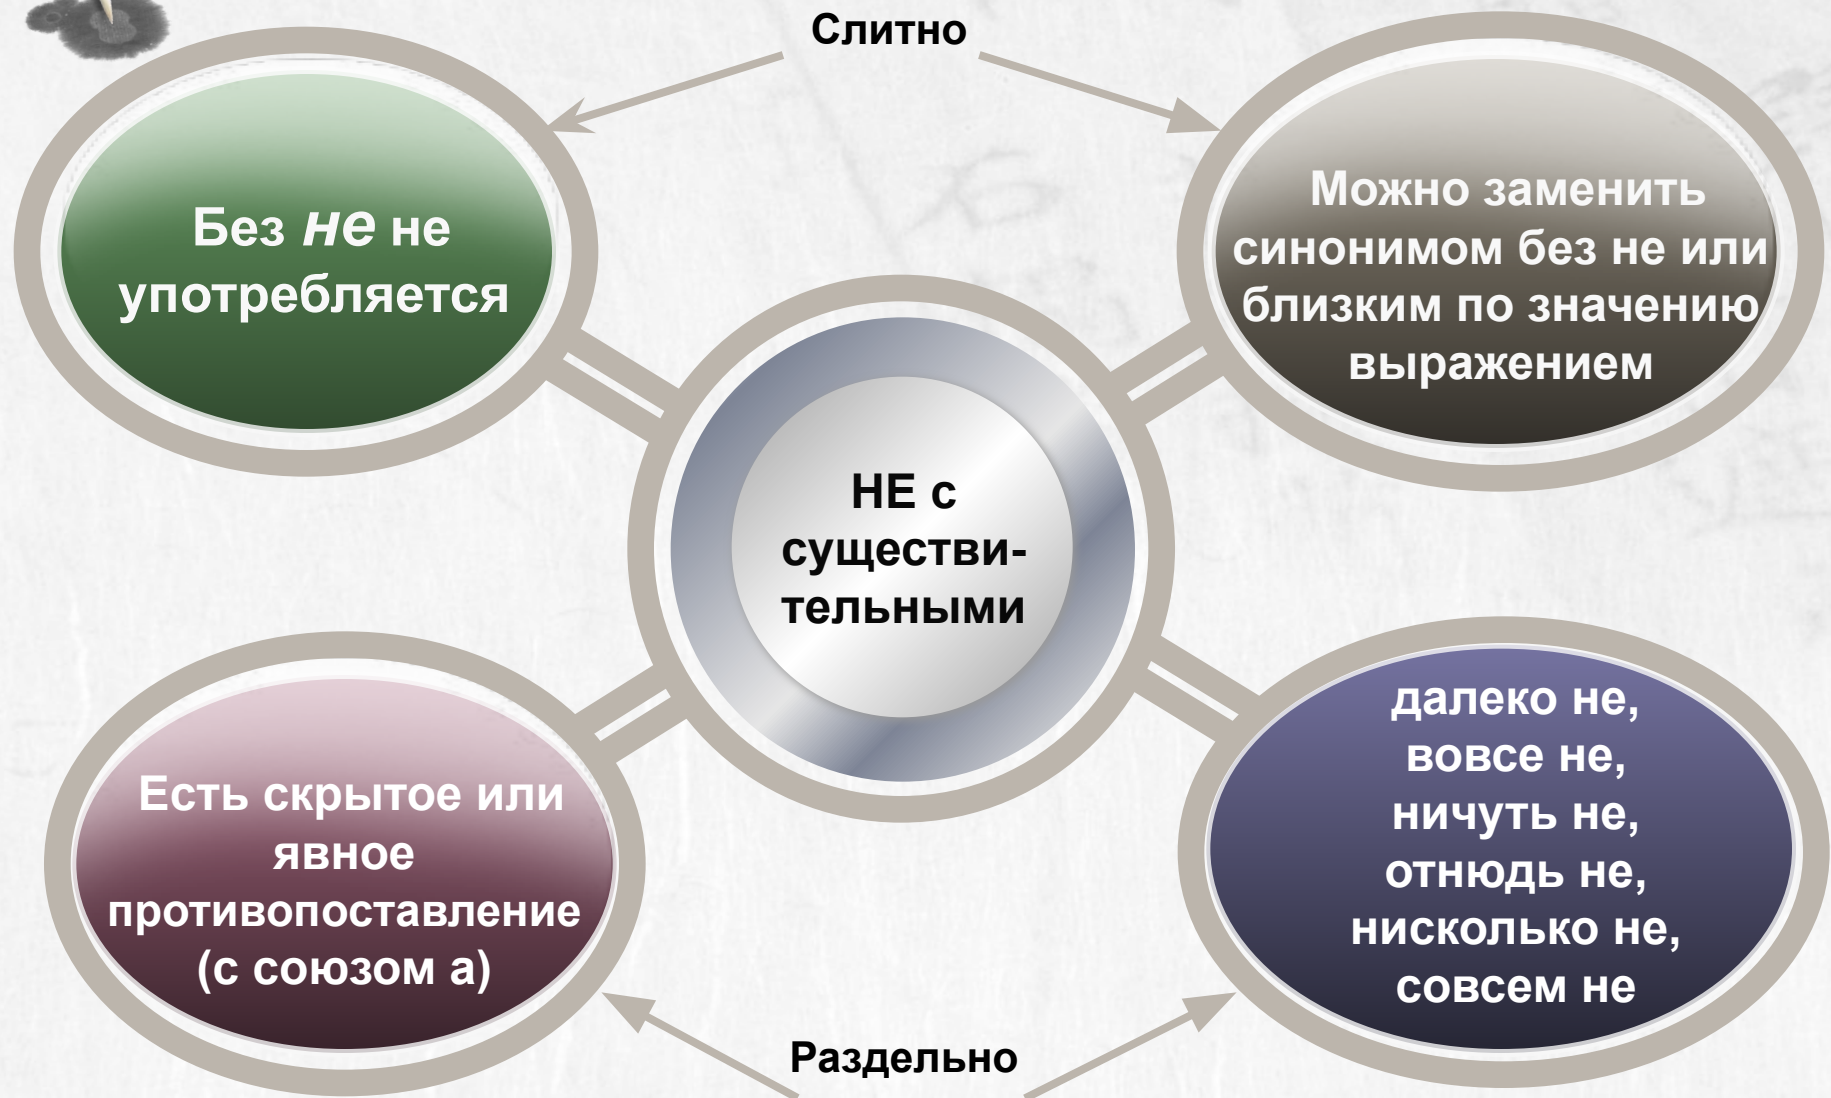 Слитно
Без не не
употребляется
Можно заменить
синонимом без не или
близким по значению
выражением
НЕ с
существи-
тельными
Есть скрытое или
явное
противопоставление
(с союзом а)
далеко не,
вовсе не,
ничуть не,
отнюдь не,
нисколько не,
совсем не
Раздельно